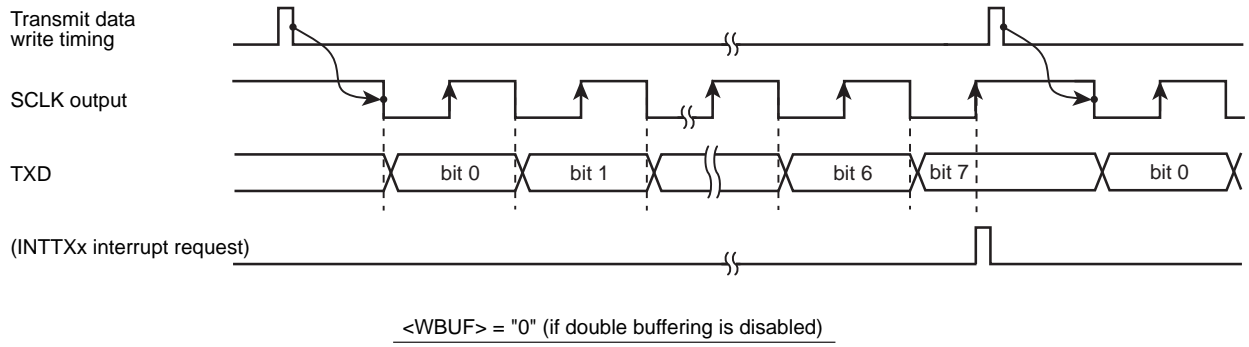 Transmit data
write timing
SCLK output
TXD
bit 0
bit 1
bit 6
bit 7
bit 0
(INTTXx interrupt request)
<WBUF> = "0" (if double buffering is disabled)